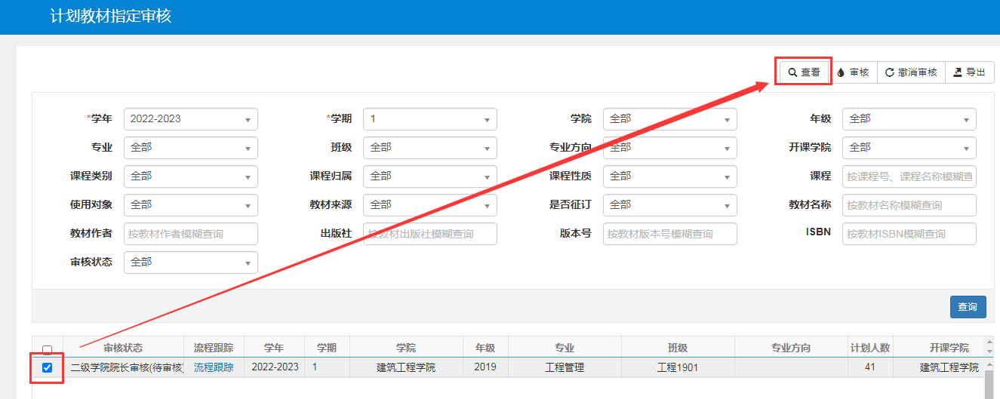 计划教材指定审核
查看 审核 撤消审核 导出
*学年 2022-2023 *学期 1 学院 全部 年级 全部
专业 全部 班级 全部 专业方向 全部 开课学院 全部
课程类别 全部 课程归属 全部 课程性质 全部 课程 按课程号、课程名称模糊查
使用对象 全部 教材来源 全部 是否征订 全部 教材名称 按教材名称模糊查询
教材作者 按教材作者模糊查询 出版社 按教材出版社模糊查询 版本号 按教材版本号模糊查询 ISBN 按教材ISBN模糊查询
审核状态 全部
查询
审核状态 流程跟踪 学年 学期 学院 年级 专业 班级 专业方向 计划人数 开课学院
二级学院院长审核(待审核) 流程跟踪 2022-2023 1 建筑工程学院 2019 工程管理 工程1901 41 建筑工程学院